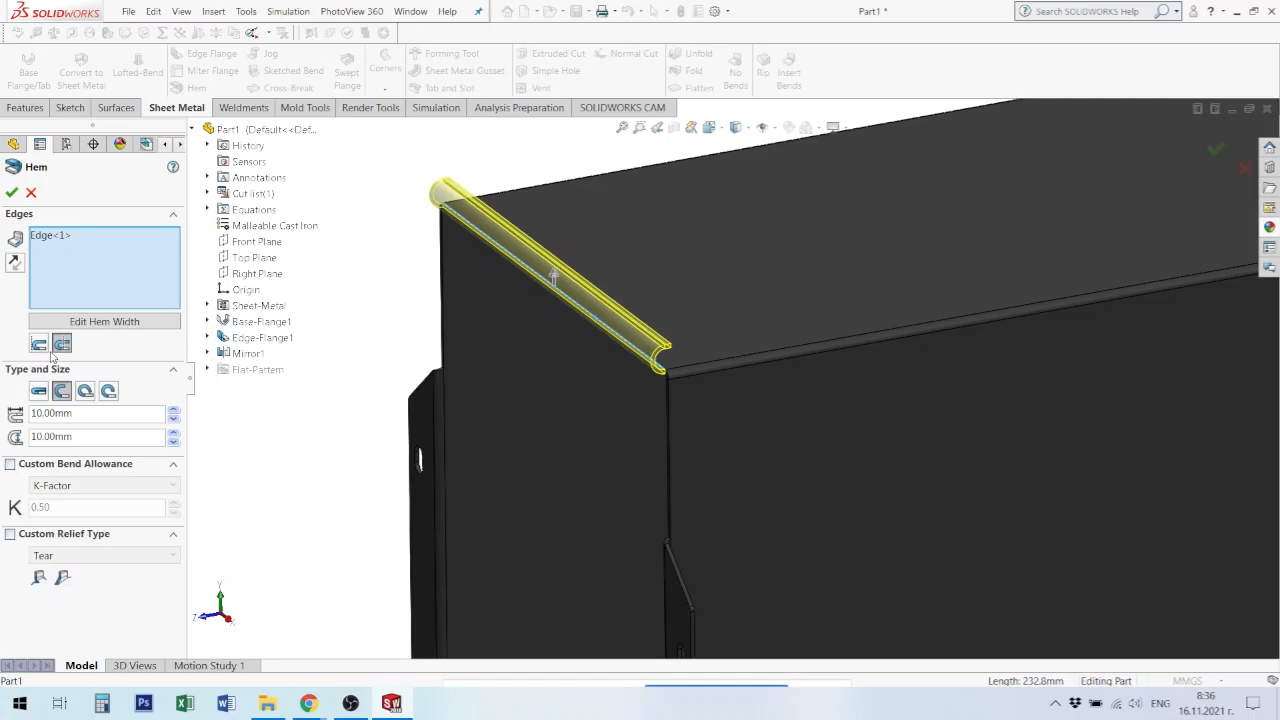 SOLIDWORKS File Edit View Insert Tools Simulation PhotoView 360 Window Help Part1 * Search SOLIDWORKS Help
Base Flange/Tab
Convert to Sheet Metal
Lofted-Bend
Edge Flange
Miter Flange
Hem
Jog
Sketched Bend
Cross-Break
Swept Flange
Corners
Forming Tool
Sheet Metal Gusset
Tab and Slot
Extruded Cut
Simple Hole
Vent
Normal Cut
Unfold
Fold
Flatten
No Bends
Rip
Insert Bends
Features Sketch Surfaces Sheet Metal Weldments Mold Tools Render Tools Simulation Analysis Preparation SOLIDWORKS CAM
Hem
Edges
Edge<1>
Edit Hem Width
Type and Size
10.00mm
10.00mm
Custom Bend Allowance
K-Factor
K 0.50
Custom Relief Type
Tear
Part1 (Default<<Def...
History
Sensors
Annotations
Cut list(1)
Equations
Malleable Cast Iron
Front Plane
Top Plane
Right Plane
Origin
Sheet-Metal
Base-Flange1
Edge-Flange1
Mirror1
Flat-Pattern
Y
Z
X
Model 3D Views Motion Study 1
Part1 Length: 232.8mm Editing Part MMGS
ENG
8:36
16.11.2021 г.